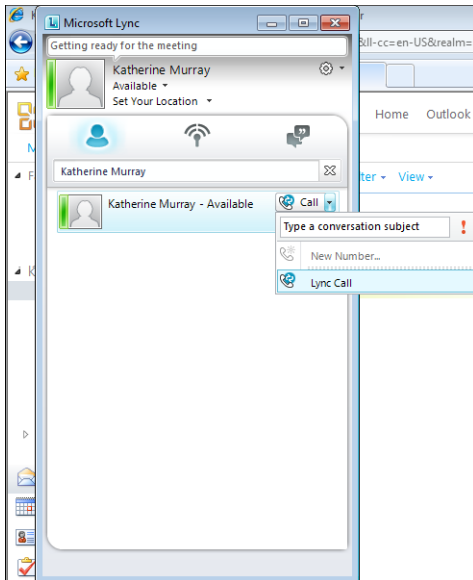 Microsoft Lync
Getting ready for the meeting
&ll-cc=en-US&realm=
Katherine Murray
Available
Set Your Location
Home Outlook
Katherine Murray
ter View
Katherine Murray - Available
Call
Type a conversation subject
New Number...
Lync Call